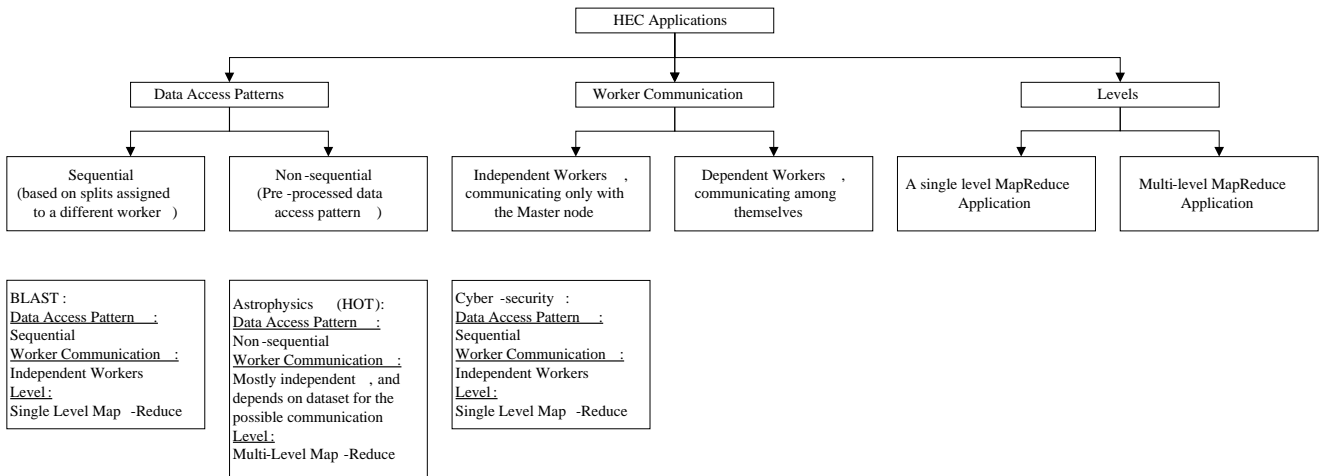 HEC Applications
Data Access Patterns
Worker Communication
Levels
Sequential
(based on splits assigned
to a different worker )
Non -sequential
(Pre -processed data
access pattern )
Independent Workers ,
communicating only with
the Master node
Dependent Workers ,
communicating among
themselves
A single level MapReduce
Application
Multi-level MapReduce
Application
BLAST :
Data Access Pattern :
Sequential
Worker Communication :
Independent Workers
Level :
Single Level Map -Reduce
Astrophysics (HOT):
Data Access Pattern :
Non -sequential
Worker Communication :
Mostly independent , and
depends on dataset for the
possible communication
Level :
Multi-Level Map -Reduce
Cyber -security :
Data Access Pattern :
Sequential
Worker Communication :
Independent Workers
Level :
Single Level Map -Reduce